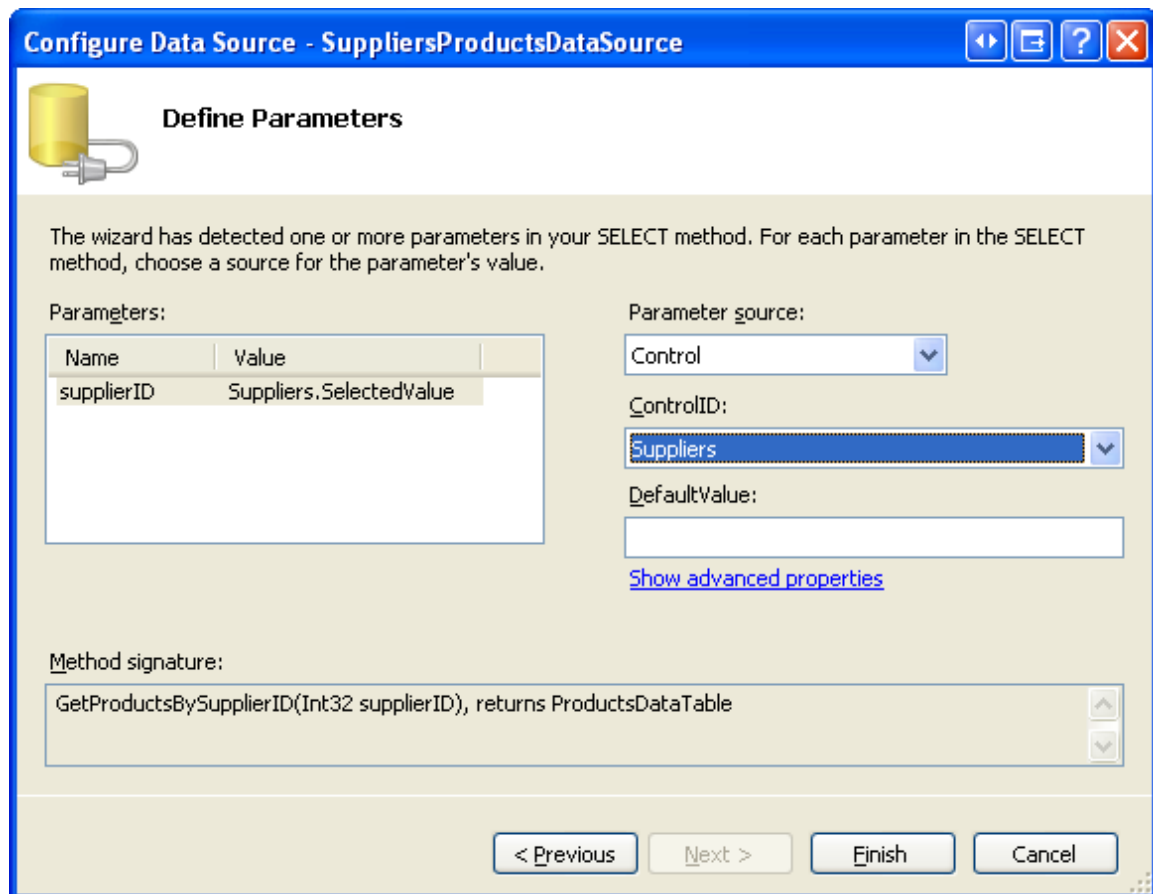 Configure Data Source - SuppliersProductsDataSource
Define Parameters
The wizard has detected one or more parameters in your SELECT method. For each parameter in the SELECT
method, choose a source for the parameter's value.
Parameters:
Name Value
supplierID Suppliers.SelectedValue
Parameter source:
Control
ControlID:
Suppliers
DefaultValue:
Show advanced properties
Method signature:
GetProductsBySupplierID(Int32 supplierID), returns ProductsDataTable
< Previous Next > Finish Cancel